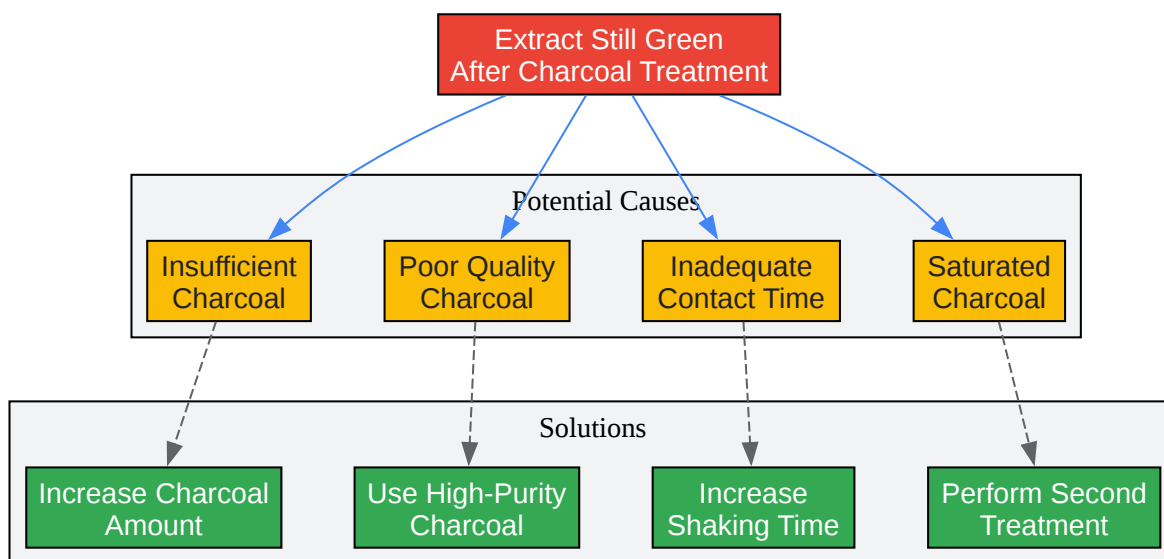 Extract Still Green
After Charcoal Treatment
Potential Causes
Insufficient
Charcoal
Poor Quality
Charcoal
Inadequate
Contact Time
Saturated
Charcoal
Solutions
Increase Charcoal
Amount
Use High-Purity
Charcoal
Increase
Shaking Time
Perform Second
Treatment